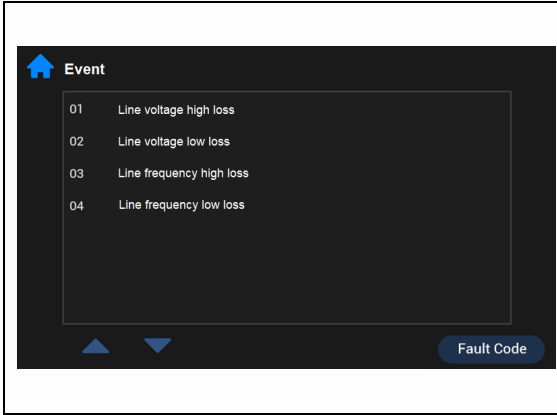 Event
01 Line voltage high loss
02 Line voltage low loss
03 Line frequency high loss
04 Line frequency low loss
Fault Code